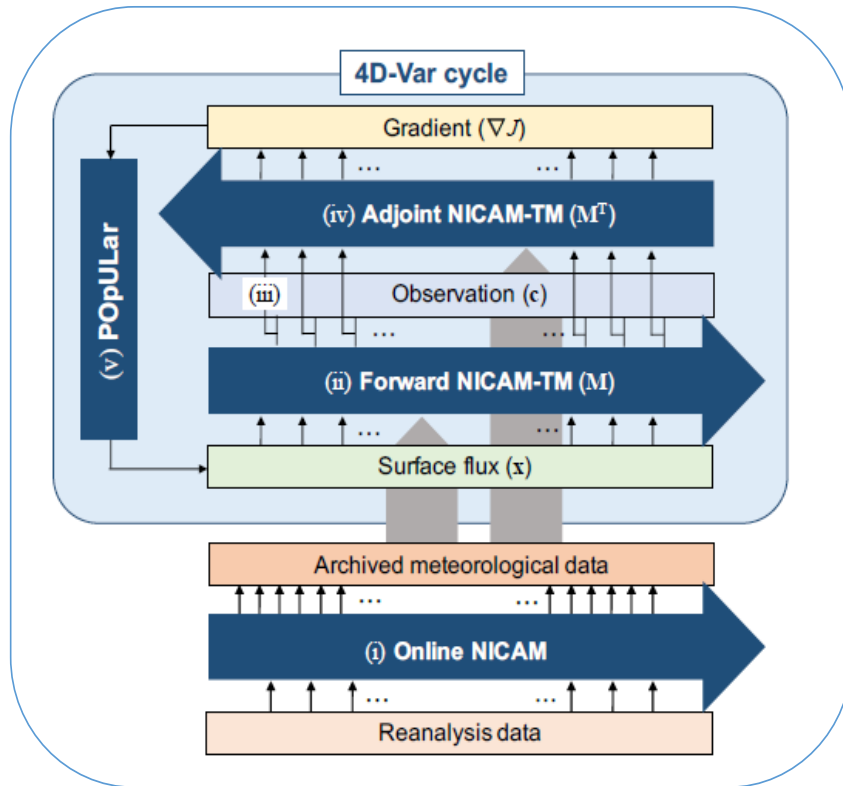 4D-Var cycle
Gradient (∇J)
...
...
(iv) Adjoint NICAM-TM (Mᵀ)
(iii)
Observation (c)
...
...
(v) POpULar
(ii) Forward NICAM-TM (M)
...
...
Surface flux (x)
Archived meteorological data
...
...
(i) Online NICAM
...
...
Reanalysis data